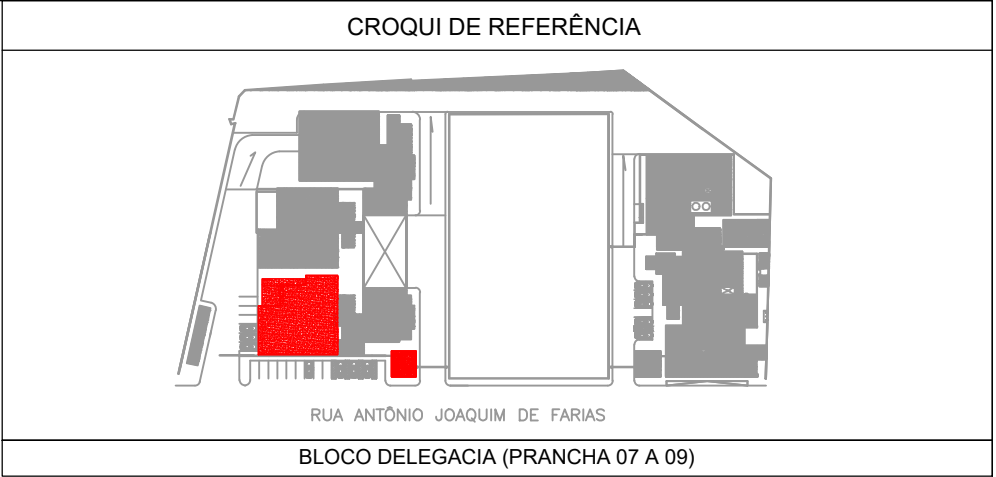 CROQUI DE REFERÊNCIA
RUA ANTÔNIO JOAQUIM DE FARIAS
BLOCO DELEGACIA (PRANCHA 07 A 09)